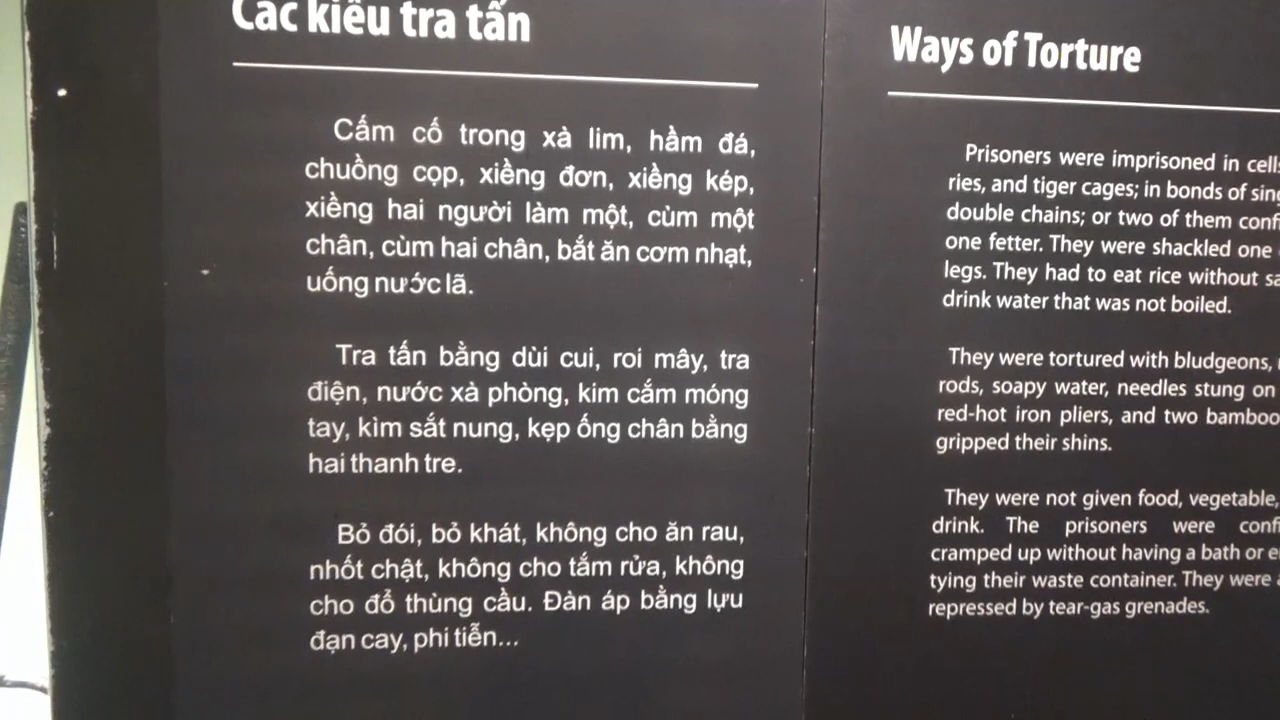 Các kiểu tra tấn
Cấm cố trong xà lim, hầm đá,
chuồng cọp, xiềng đơn, xiềng kép,
xiềng hai người làm một, cùm một
chân, cùm hai chân, bắt ăn cơm nhạt,
uống nước lã.
Tra tấn bằng dùi cui, roi mây, tra
điện, nước xà phòng, kim cắm móng
tay, kìm sắt nung, kẹp ống chân bằng
hai thanh tre.
Bỏ đói, bỏ khát, không cho ăn rau,
nhốt chật, không cho tắm rửa, không
cho đổ thùng cầu. Đàn áp bằng lựu
đạn cay, phi tiễn...
Ways of Torture
Prisoners were imprisoned in
ries, and tiger cages; in bonds of
double chains; or two of them
one fetter. They were shackled one
legs. They had to eat rice without
drink water that was not boiled.
They were tortured with bludgeons,
rods, soapy water, needles stung on
red-hot iron pliers, and two bamboo
gripped their shins.
They were not given food, vegetable,
drink. The prisoners were
cramped up without having a bath or
tying their waste container. They were
repressed by tear-gas grenades.